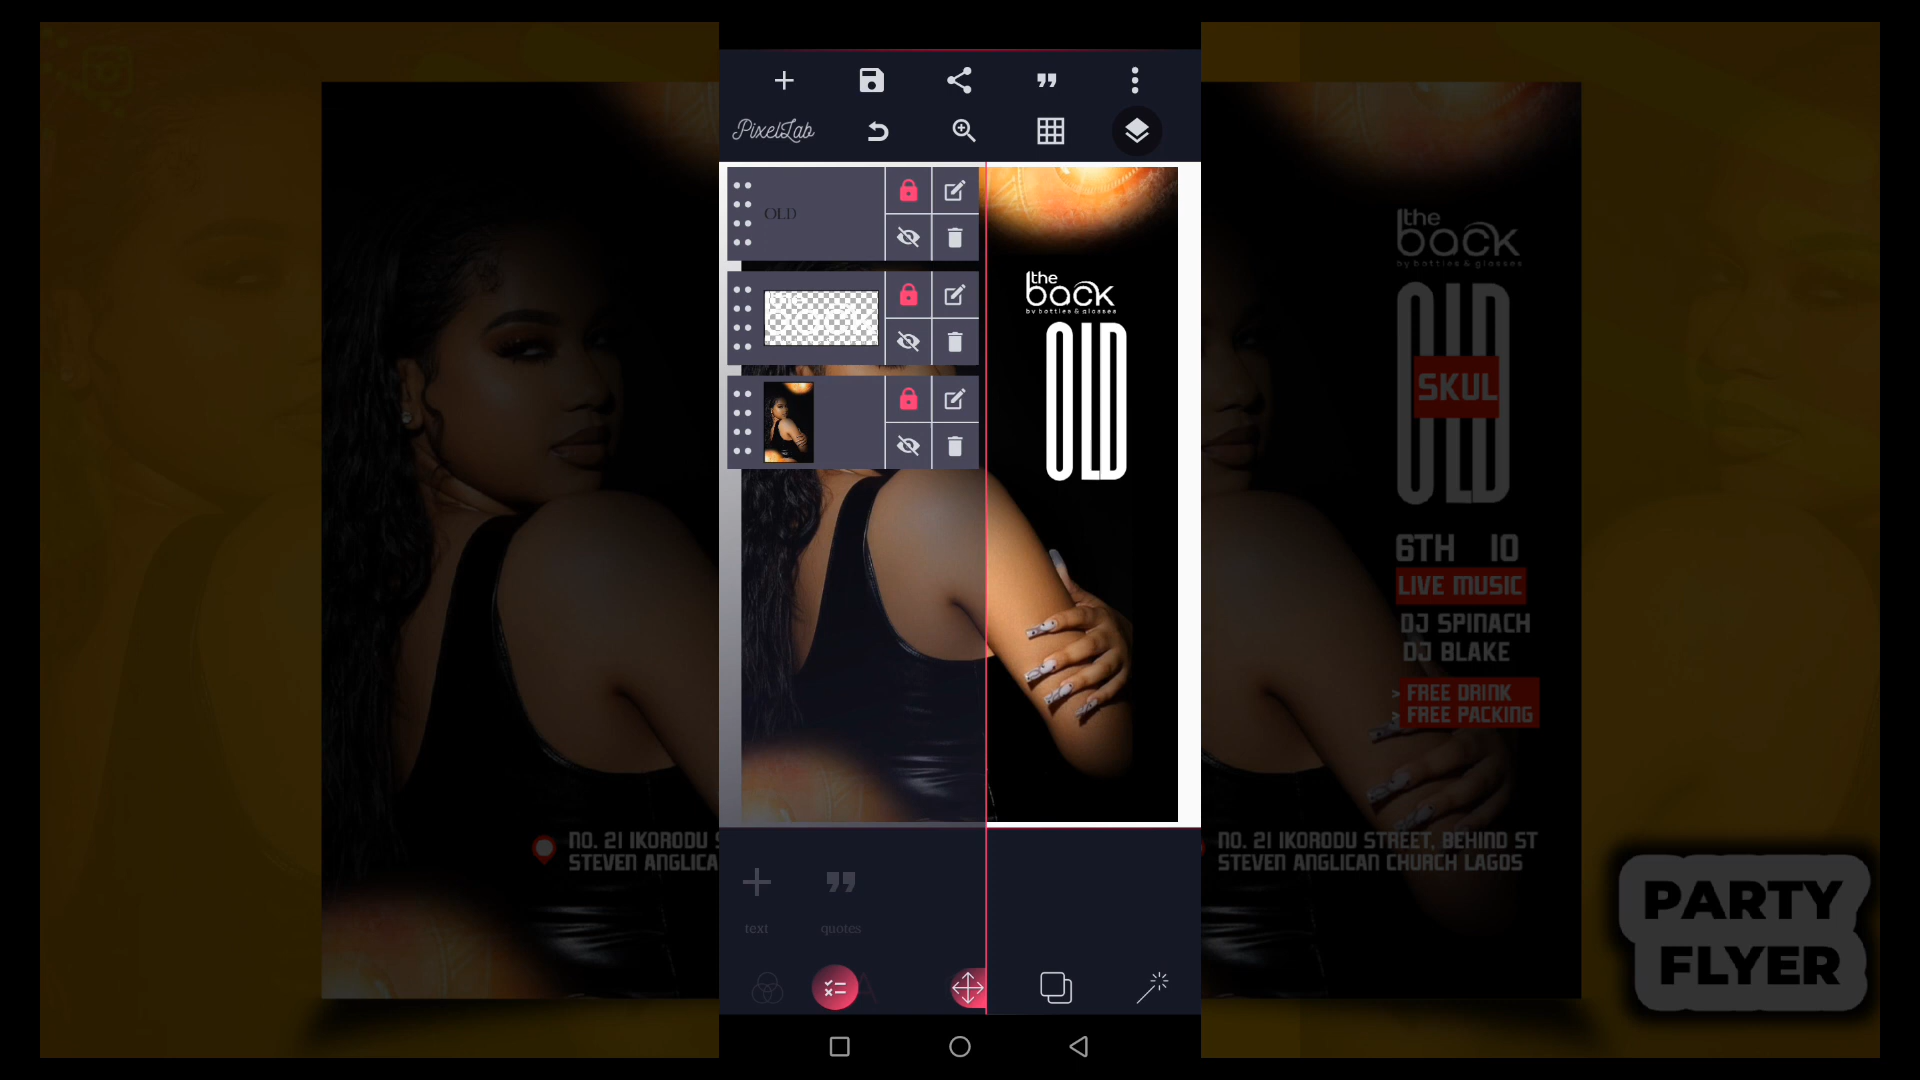 PixelLab
OLD
the
back
by bottles & glasses
OLD
text
quotes
the
back
by bottles & glasses
OLD
SKUL
6TH 10
LIVE MUSIC
DJ SPINACH
DJ BLAKE
> FREE DRINK
> FREE PACKING
NO. 21 IKORODU S
STEVEN ANGLICA
NO. 21 IKORODU STREET, BEHIND ST
STEVEN ANGLICAN CHURCH LAGOS
PARTY
FLYER